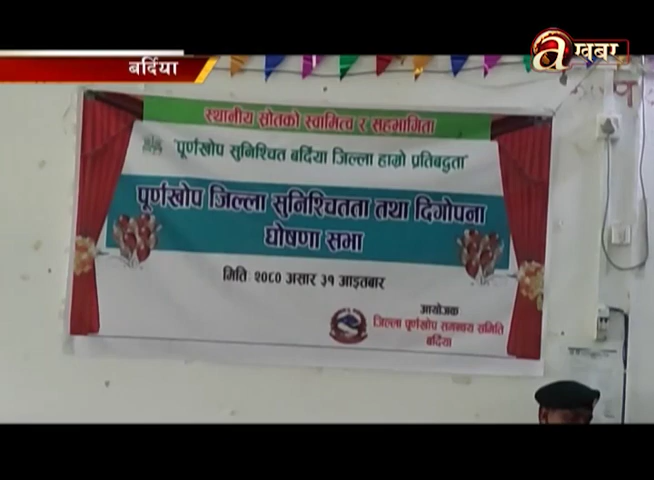 बर्दिया
a खबर
स्थानीय स्रोतको स्वामित्व र सहभागिता
"पूर्णखोप सुनिश्चित बर्दिया जिल्ला हाम्रो प्रतिबद्धता"
पूर्णखोप जिल्ला सुनिश्चितता तथा दिगोपना
घोषणा सभा
मिति २०८० असार ३१ आइतबार
आयोजक
जिल्ला पूर्णखोप समन्वय समिति
बर्दिया